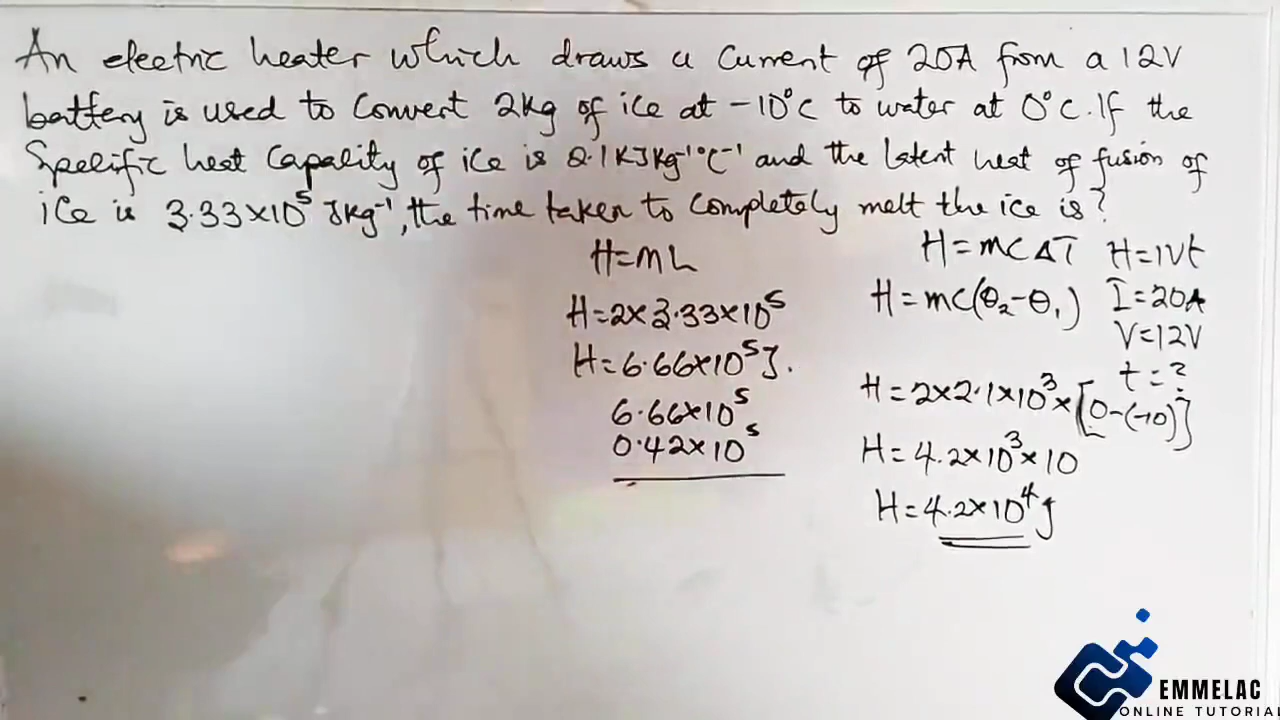 An electric heater which draws a current of 20A from a 12V
battery is used to convert 2kg of ice at -10°C to water at 0°C. If the
Specific heat capacity of ice is 2.1KJKg⁻¹°C⁻¹ and the latent heat of fusion of
ice is 3.33×10⁵ JKg⁻¹, the time taken to completely melt the ice is?
H=mL
H=2×3.33×10⁵
H=6.66×10⁵J.
6.66×10⁵
0.42×10⁵
H=mcΔT
H=mc(θ₂-θ₁)
H=2×2.1×10³×[0-(-10)]
H=4.2×10³×10
H=4.2×10⁴J
H=IVt
I=20A
V=12V
t=?
EMMELAC
ONLINE TUTORIAL